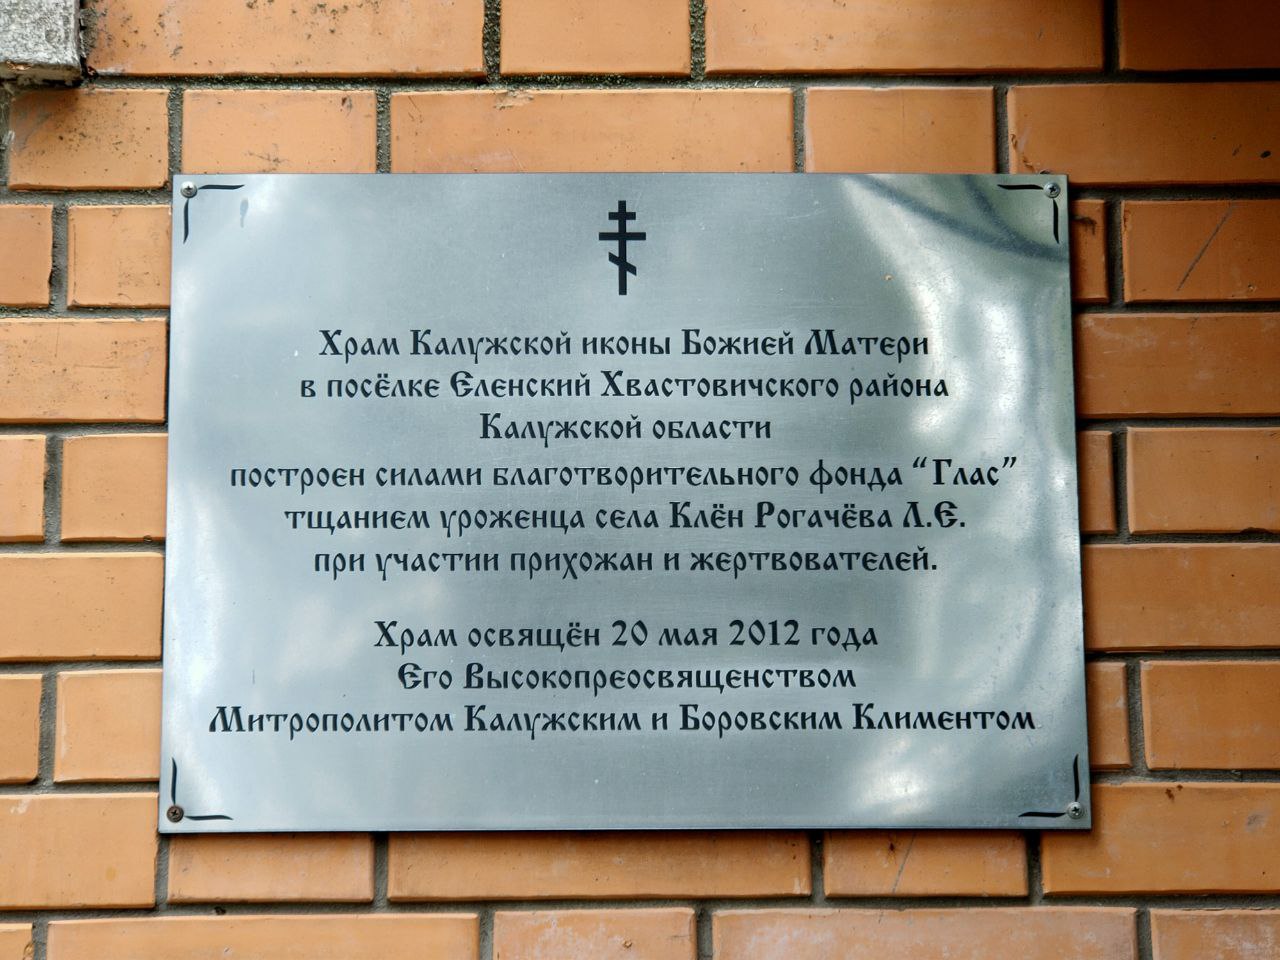 Храм Калужской иконы Божией Матери
в посёлке Еленский Хвастовичского района
Калужской области
построен силами благотворительного фонда “Глас”
тщанием уроженца села Клён Рогачёва Л.Е.
при участии прихожан и жертвователей.
Храм освящён 20 мая 2012 года
Его Высокопреосвященством
Митрополитом Калужским и Боровским Климентом